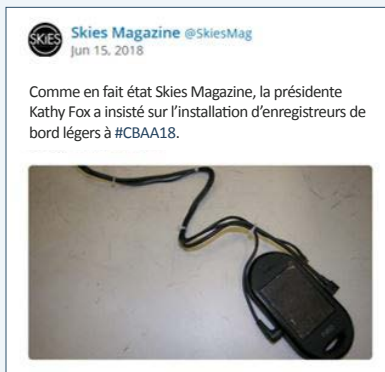 SKIES
Skies Magazine @SkiesMag
Jun 15, 2018
Comme en fait état Skies Magazine, la présidente
Kathy Fox a insisté sur l’installation d’enregistreurs de
bord légers à #CBAA18.